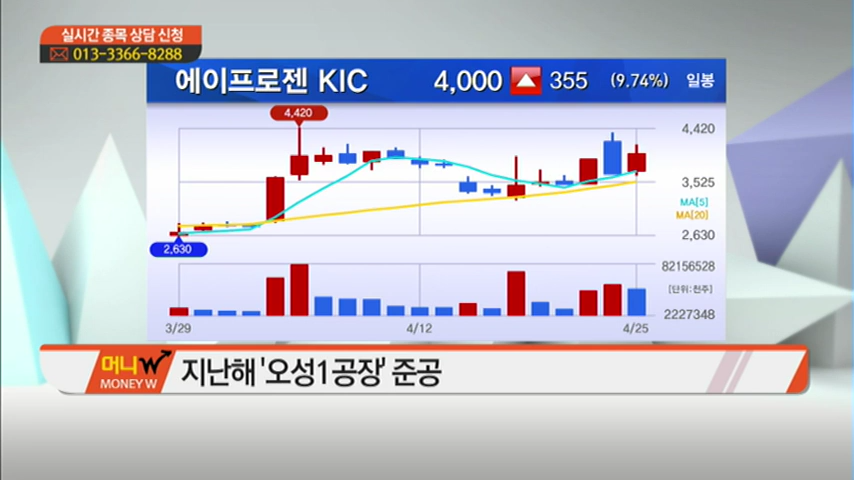 실시간 종목 상담 신청
013-3366-8288
에이프로젠 KIC 4,000 355 (9.74%) 일봉
4,420
4,420
3,525
MA[5]
MA[20]
2,630
2,630
82156528
[단위:천주]
2227348
3/29 4/12 4/25
머니W
MONEY W
지난해 '오성1공장' 준공